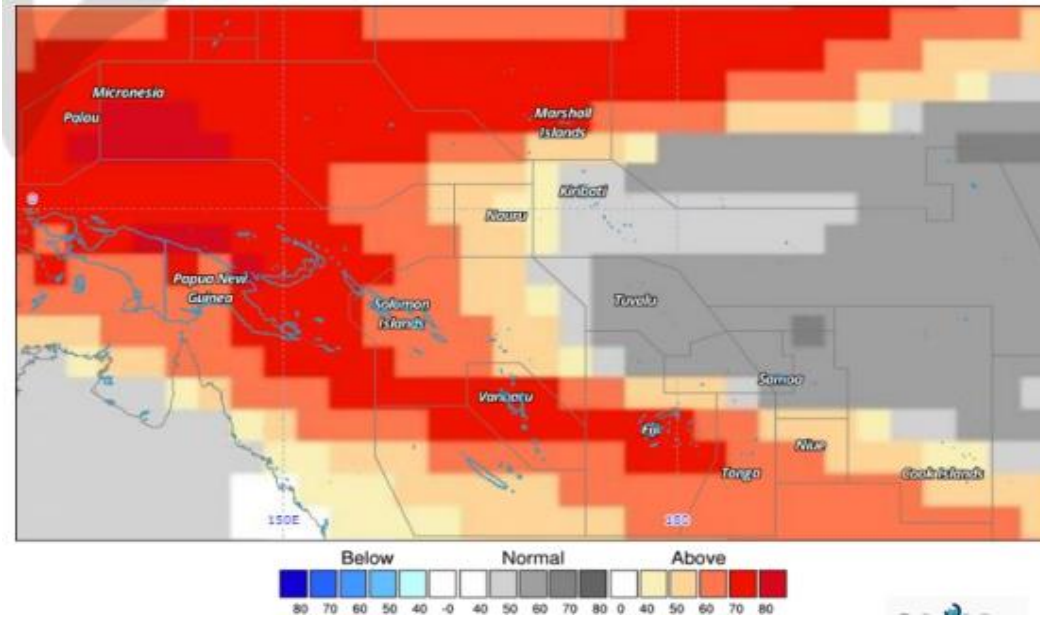 Micronesia
Palau
Marshall
Islands
0
Kiribati
Nauru
Papua New
Guinea
Solomon
Islands
Tuvalu
Samoa
Vanuatu
Fiji
Niue
Tonga
Cook Islands
150E
180
Below Normal Above
80 70 60 50 40 -0 40 50 60 70 80 0 40 50 60 70 80